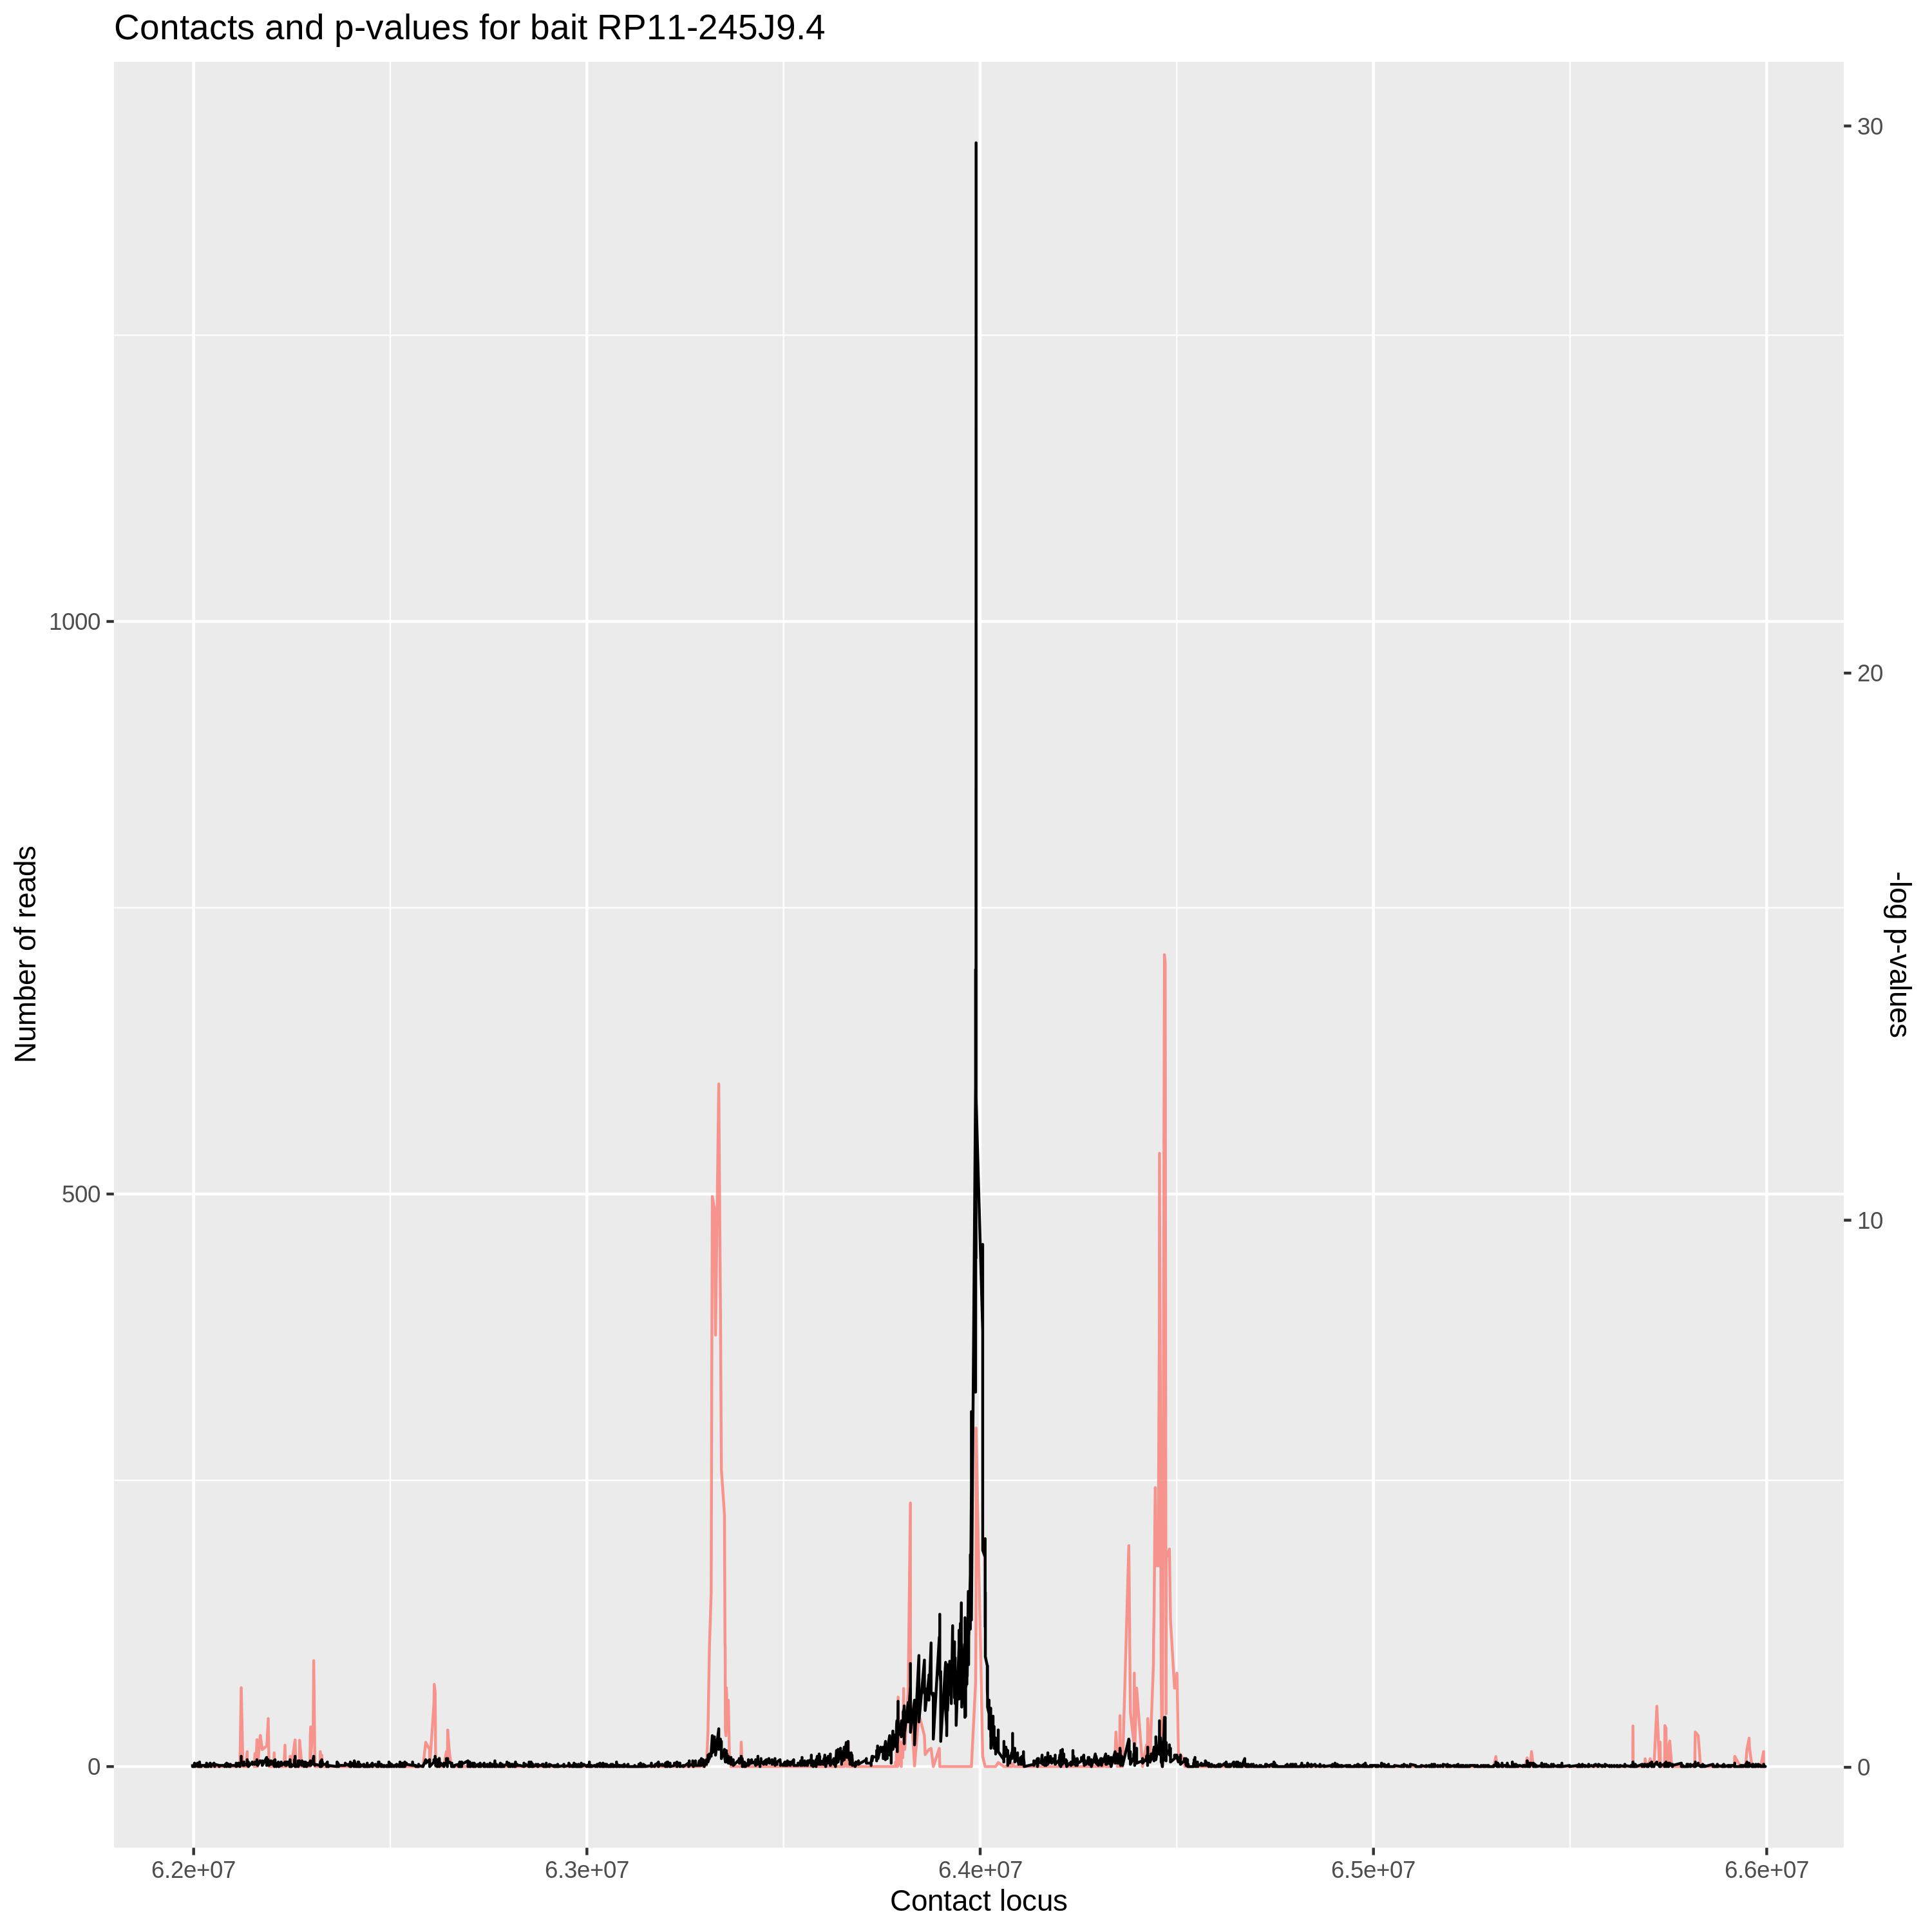 Contacts and p-values for bait RP11-245J9.4
30
1000
20
Number of reads
-log p-values
500
10
0
0
6.2e+07
6.3e+07
6.4e+07
6.5e+07
6.6e+07
Contact locus